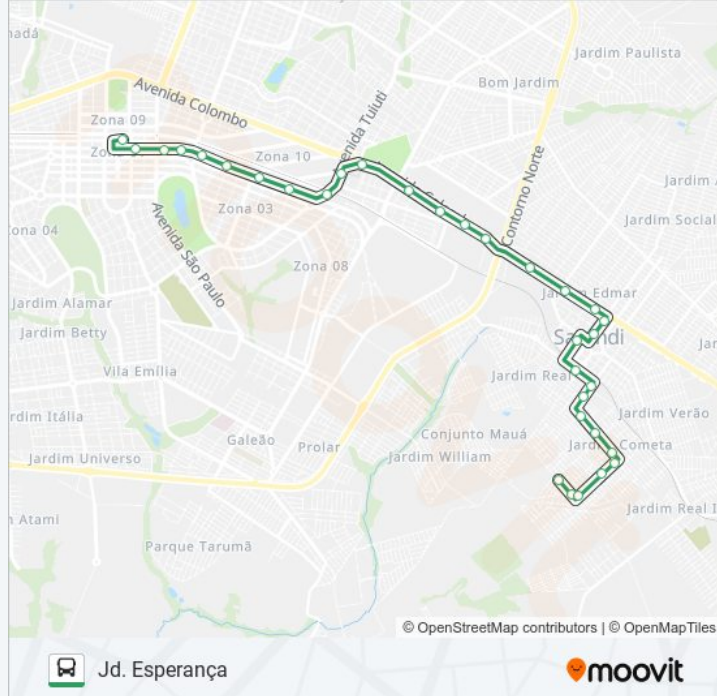 Jardim Paulista
Bom Jardim
Avenida Colombo
Avenida Tuiuti
Zona 09
Zona 10
Contorno Norte
Zona 03
Avenida São Paulo
Jardim Social
Zona 04
Zona 08
Jardim Edmar
Jardim Alamar
Jardim Betty
Sarandi
Vila Emília
Jardim Real
Jardim Verão
Galeão
Prolar
Conjunto Mauá
Jardim Cometa
Jardim William
Jardim Universo
Jardim Real I
Parque Tarumã
© OpenStreetMap contributors | © OpenMapTiles
Jd. Esperança
moovit